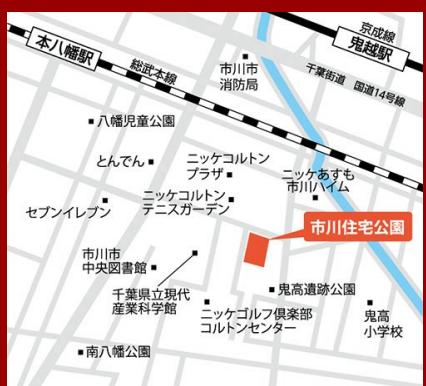 京成線
鬼越駅
本八幡駅
総武本線
市川市
消防局
千葉街道 国道14号線
八幡児童公園
とんでん
ニッケコルトン
プラザ
ニッケあすも
市川ハイム
セブンイレブン
ニッケコルトン
テニスガーデン
市川住宅公園
市川市
中央図書館
千葉県立現代
産業科学館
鬼高遺跡公園
ニッケゴルフ倶楽部
コルトンセンター
鬼高
小学校
南八幡公園